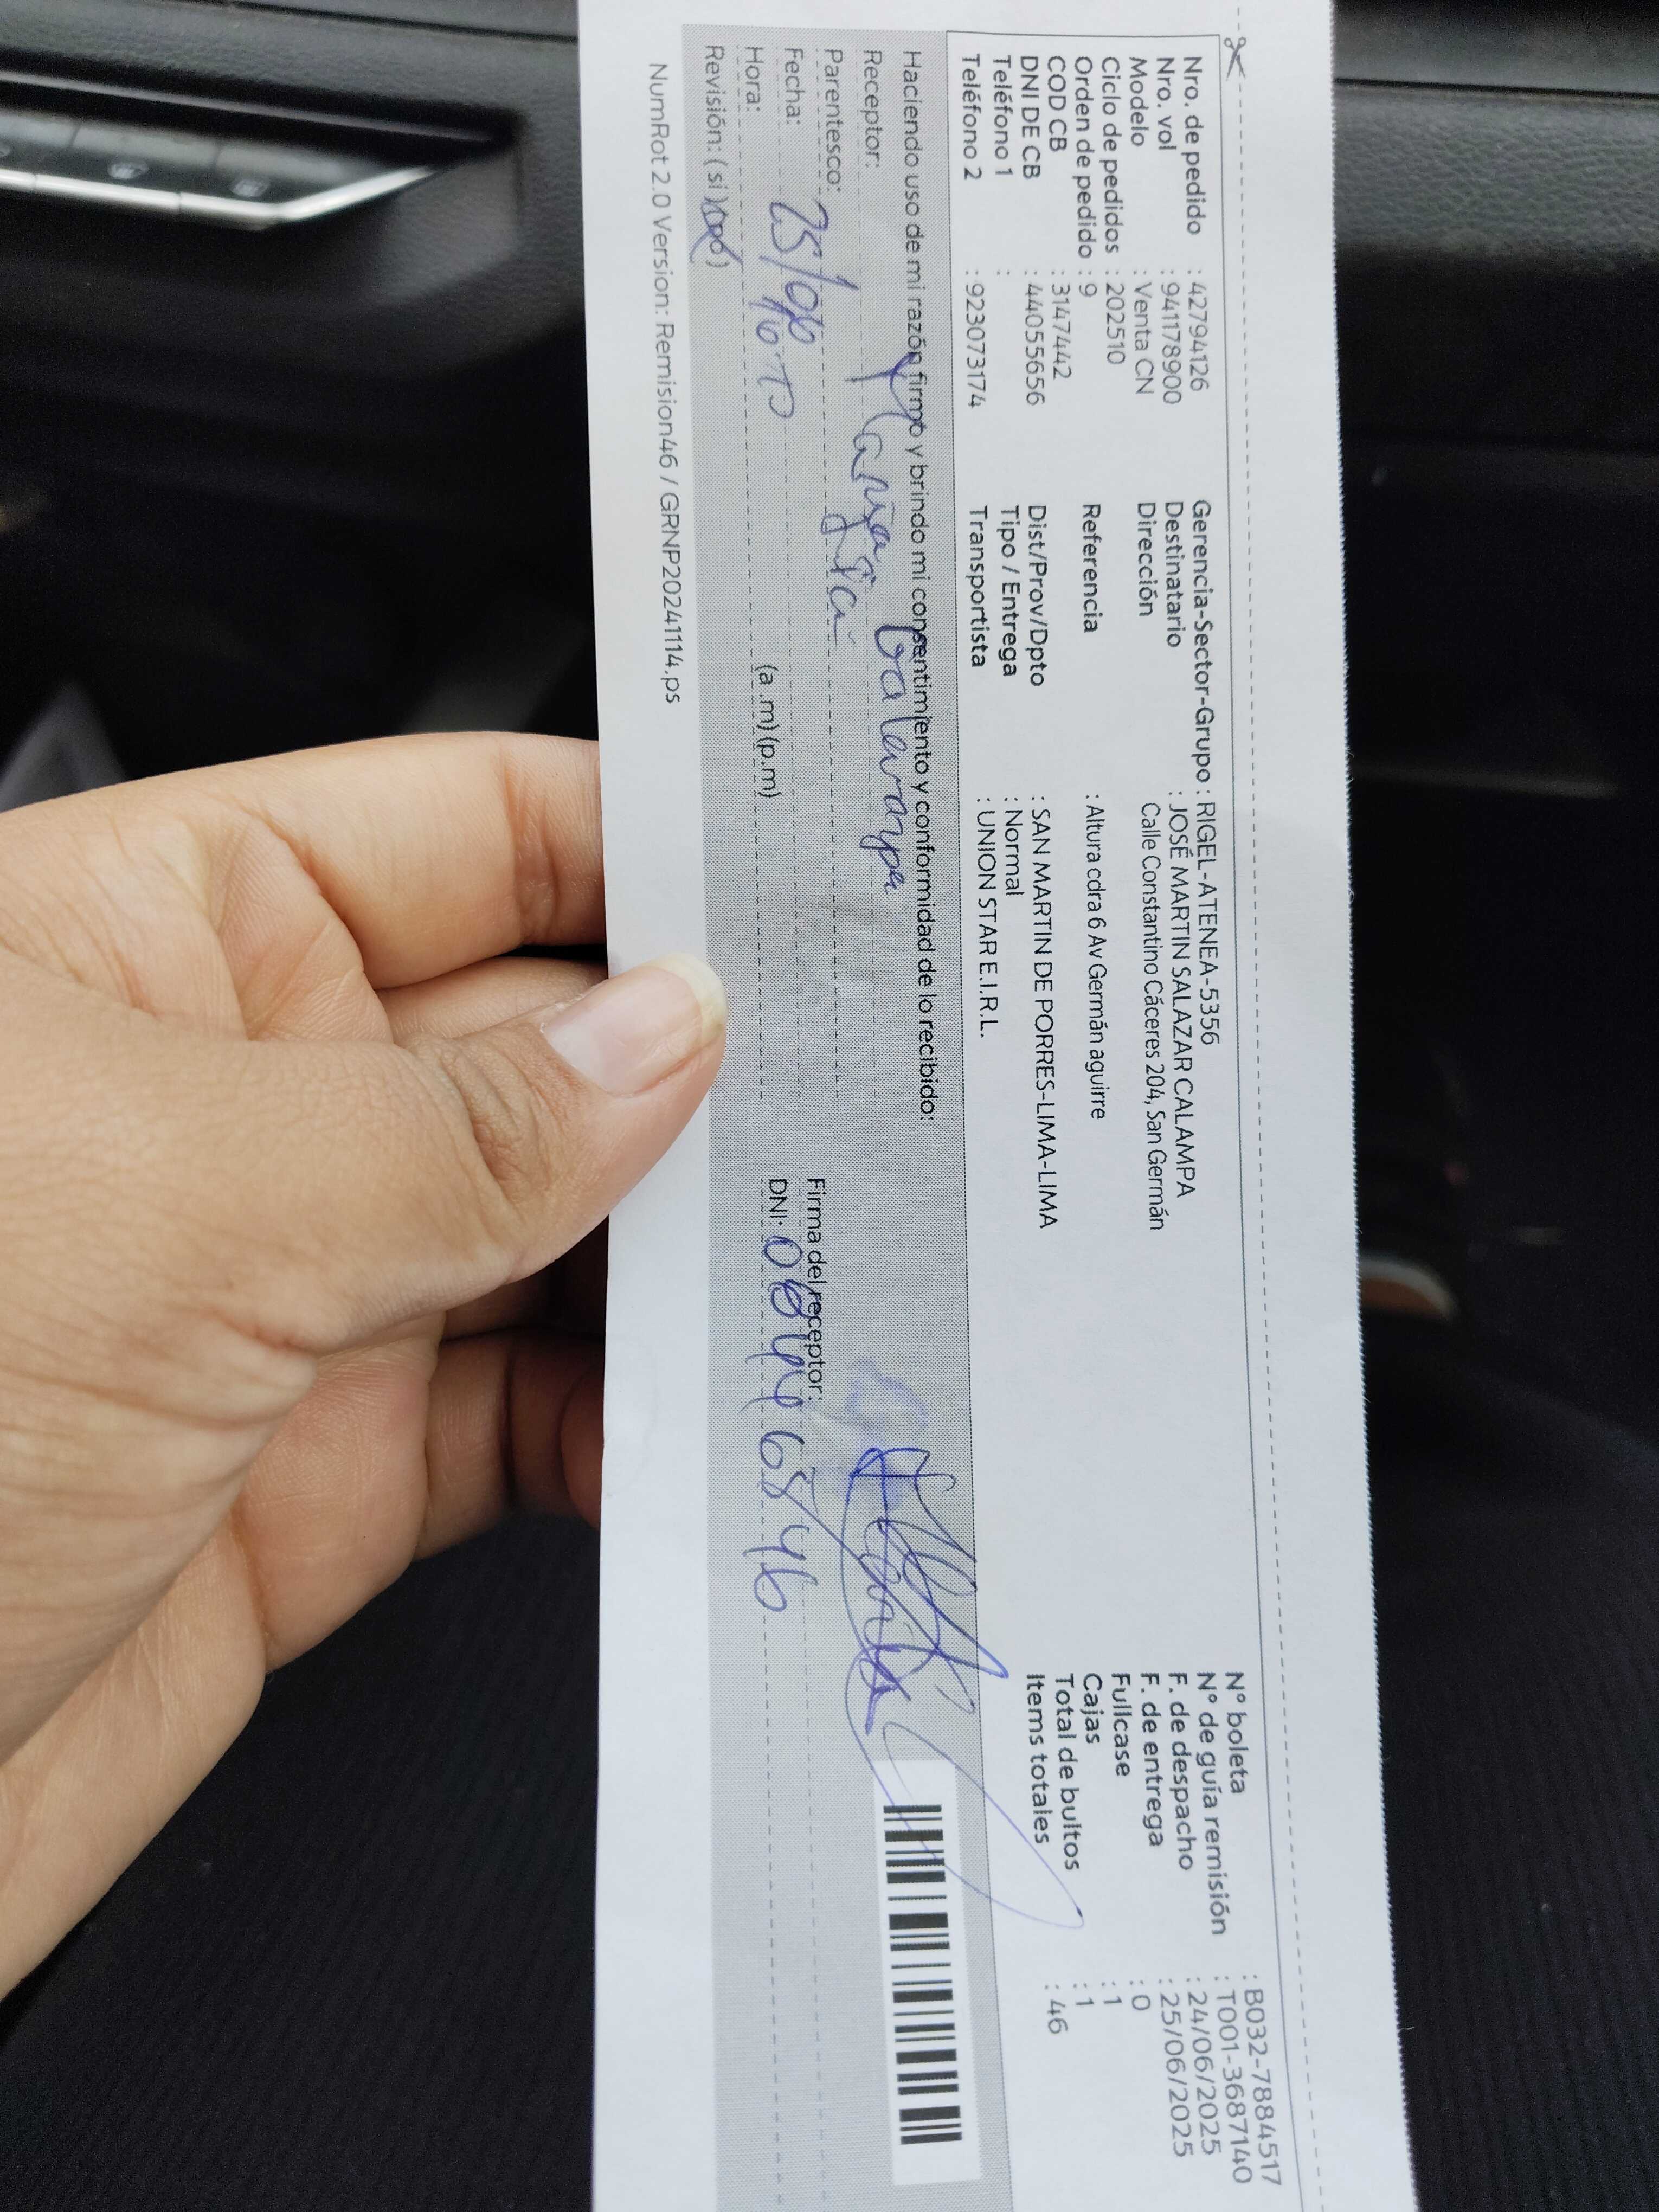 Nro. de pedido : 42794126
Nro. vol : 941178900
Modelo : Venta CN
Ciclo de pedidos : 202510
Orden de pedido : 9
COD CB : 3147442
DNI DE CB : 44055656
Teléfono 1 :
Teléfono 2 : 923073174
Gerencia-Sector-Grupo : RIGEL-ATENEA-5356
Destinatario : JOSÉ MARTIN SALAZAR CALAMPA
Dirección Calle Constantino Cáceres 204, San Germán
Referencia : Altura cdra 6 Av Germán aguirre
Dist/Prov/Dpto : SAN MARTIN DE PORRES-LIMA-LIMA
Tipo / Entrega : Normal
Transportista : UNION STAR E.I.R.L.
N° boleta : B032-7884517
N° de guía remisión : T001-3687140
F. de despacho : 24/06/2025
F. de entrega : 25/06/2025
Fullcase : 0
Cajas : 1
Total de bultos : 1
Items totales : 46
Haciendo uso de mi razón firmo y brindo mi consentimiento y conformidad de lo recibido:
Receptor:
Parentesco: tía
Fecha: 25/06
Hora: (a.m)(p.m)
Revisión: (si) (no)
Firma del receptor:
DNI:
NumRot 2.0 Version: Remision46 / GRNP20241114.ps